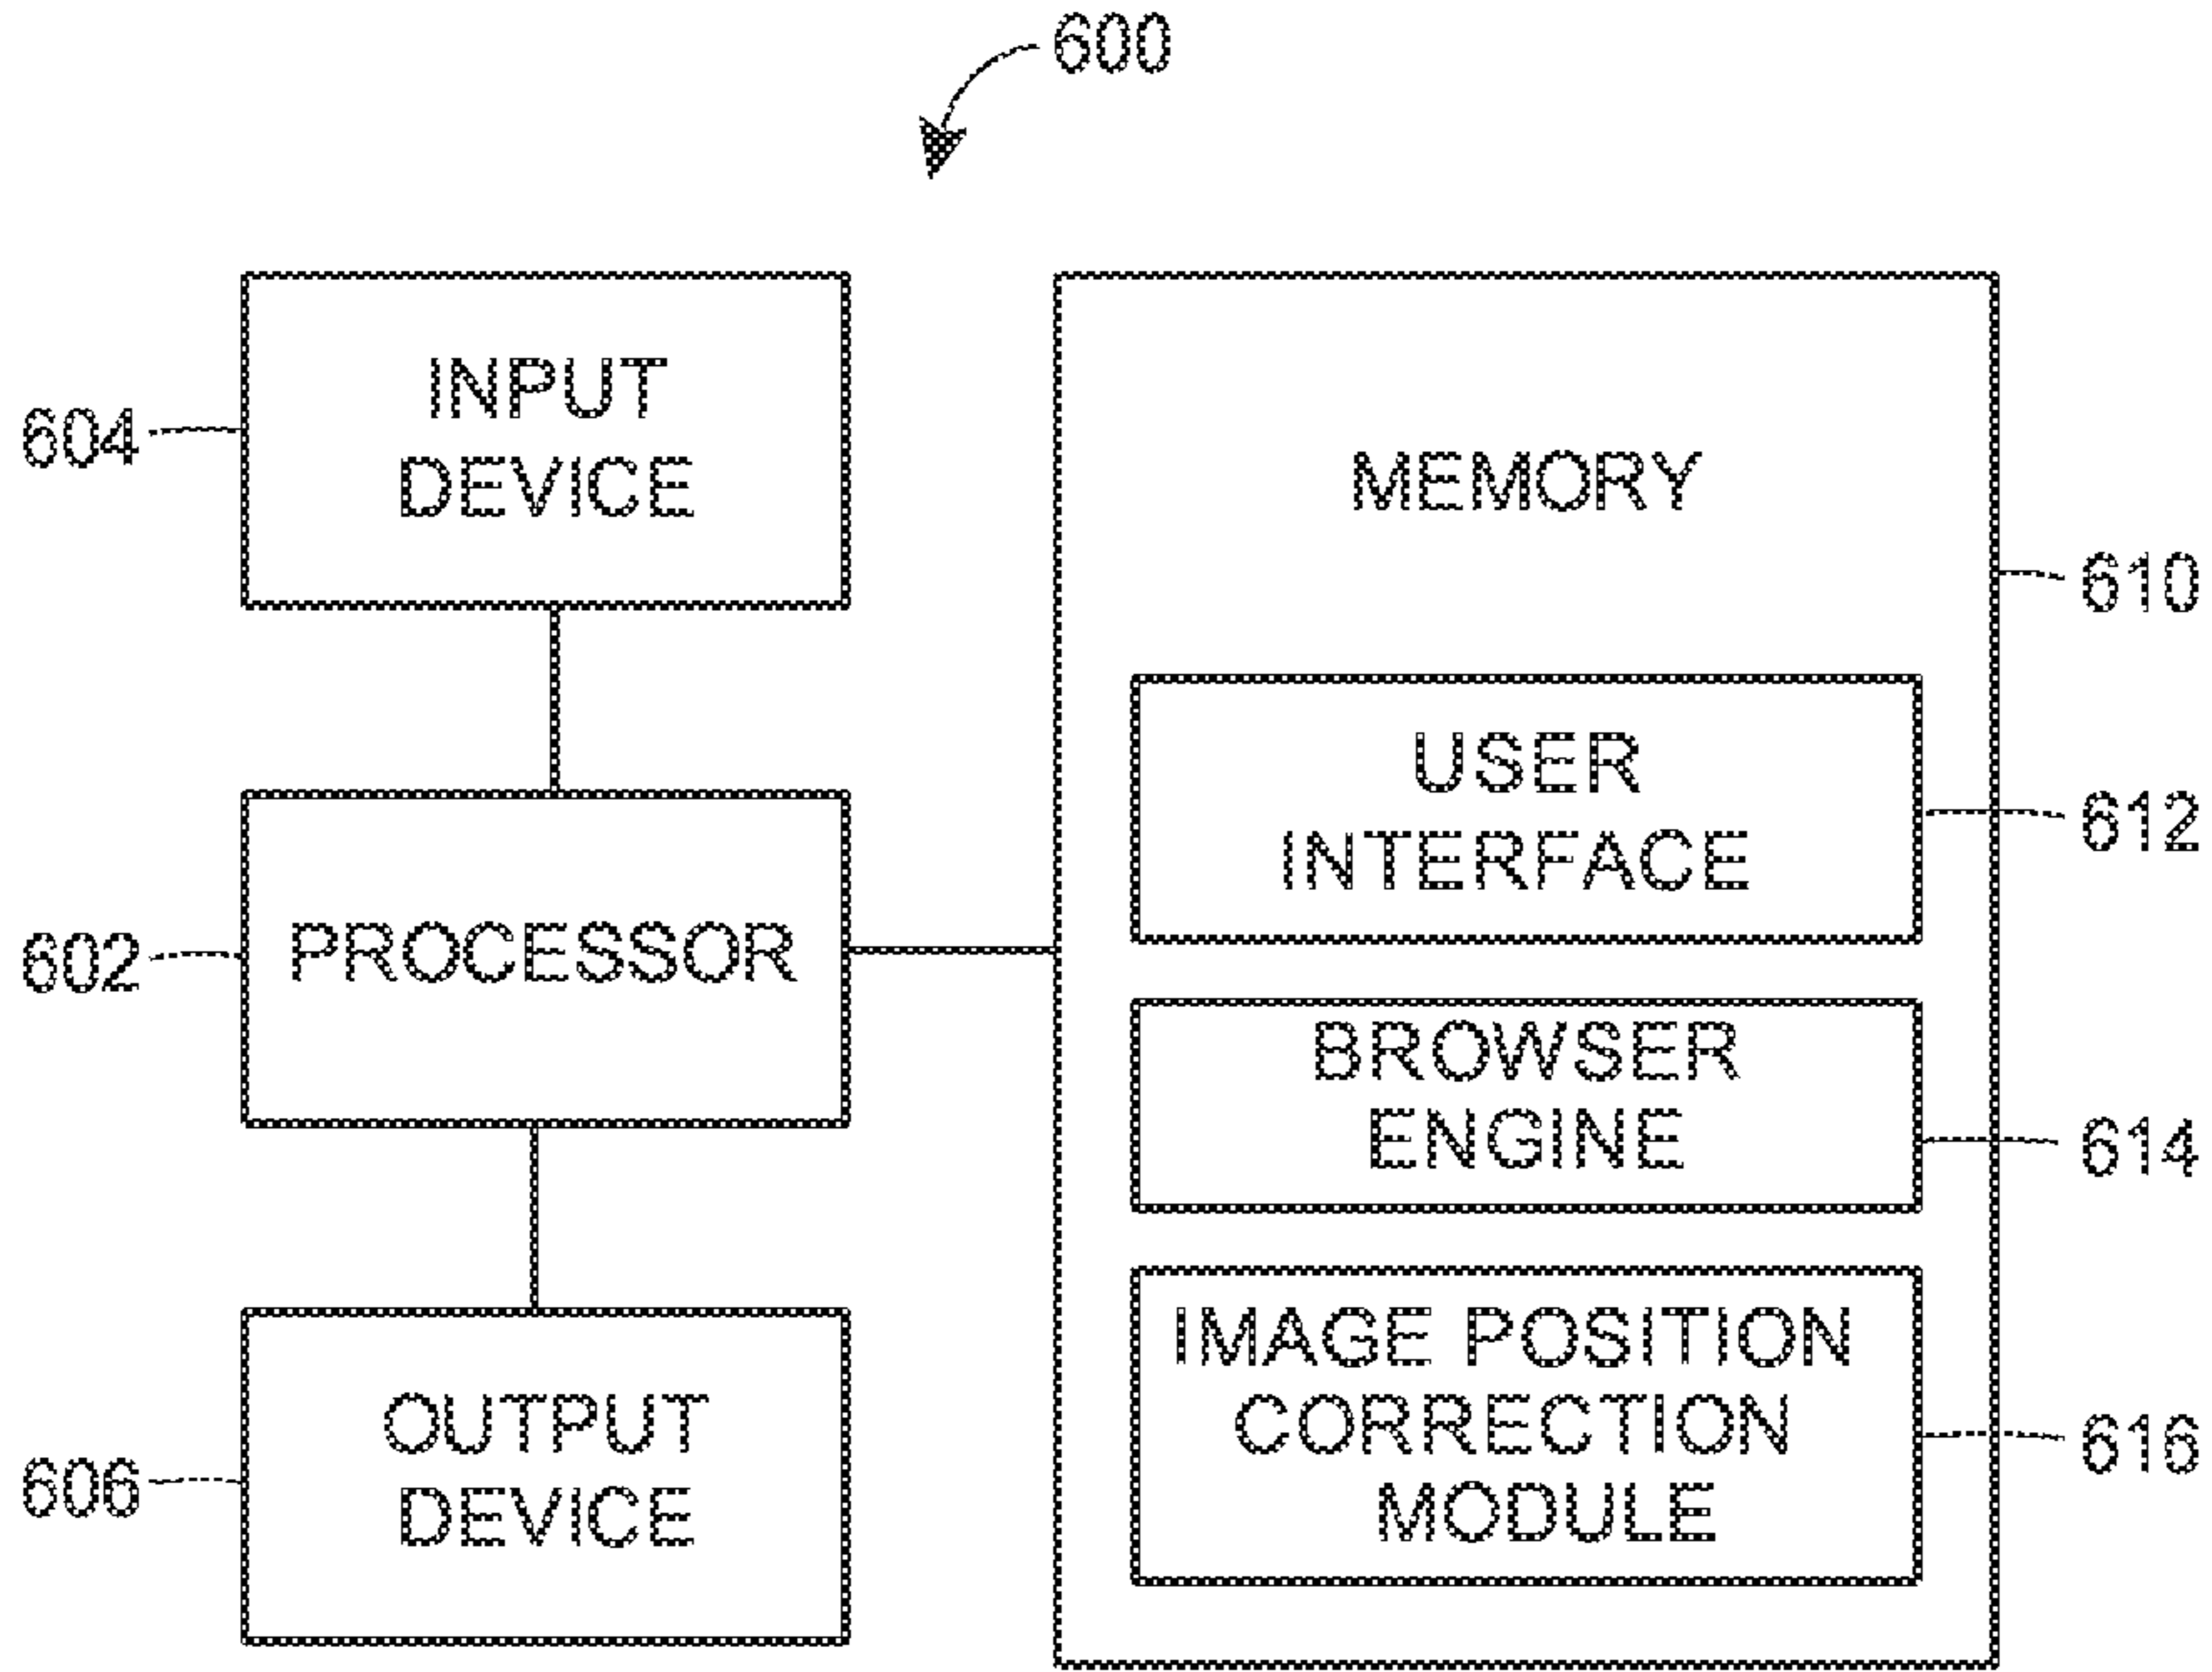 600
INPUT
DEVICE
604
PROCESSOR
602
OUTPUT
DEVICE
606
MEMORY
610
USER
INTERFACE
612
BROWSER
ENGINE
614
IMAGE POSITION
CORRECTION
MODULE
616